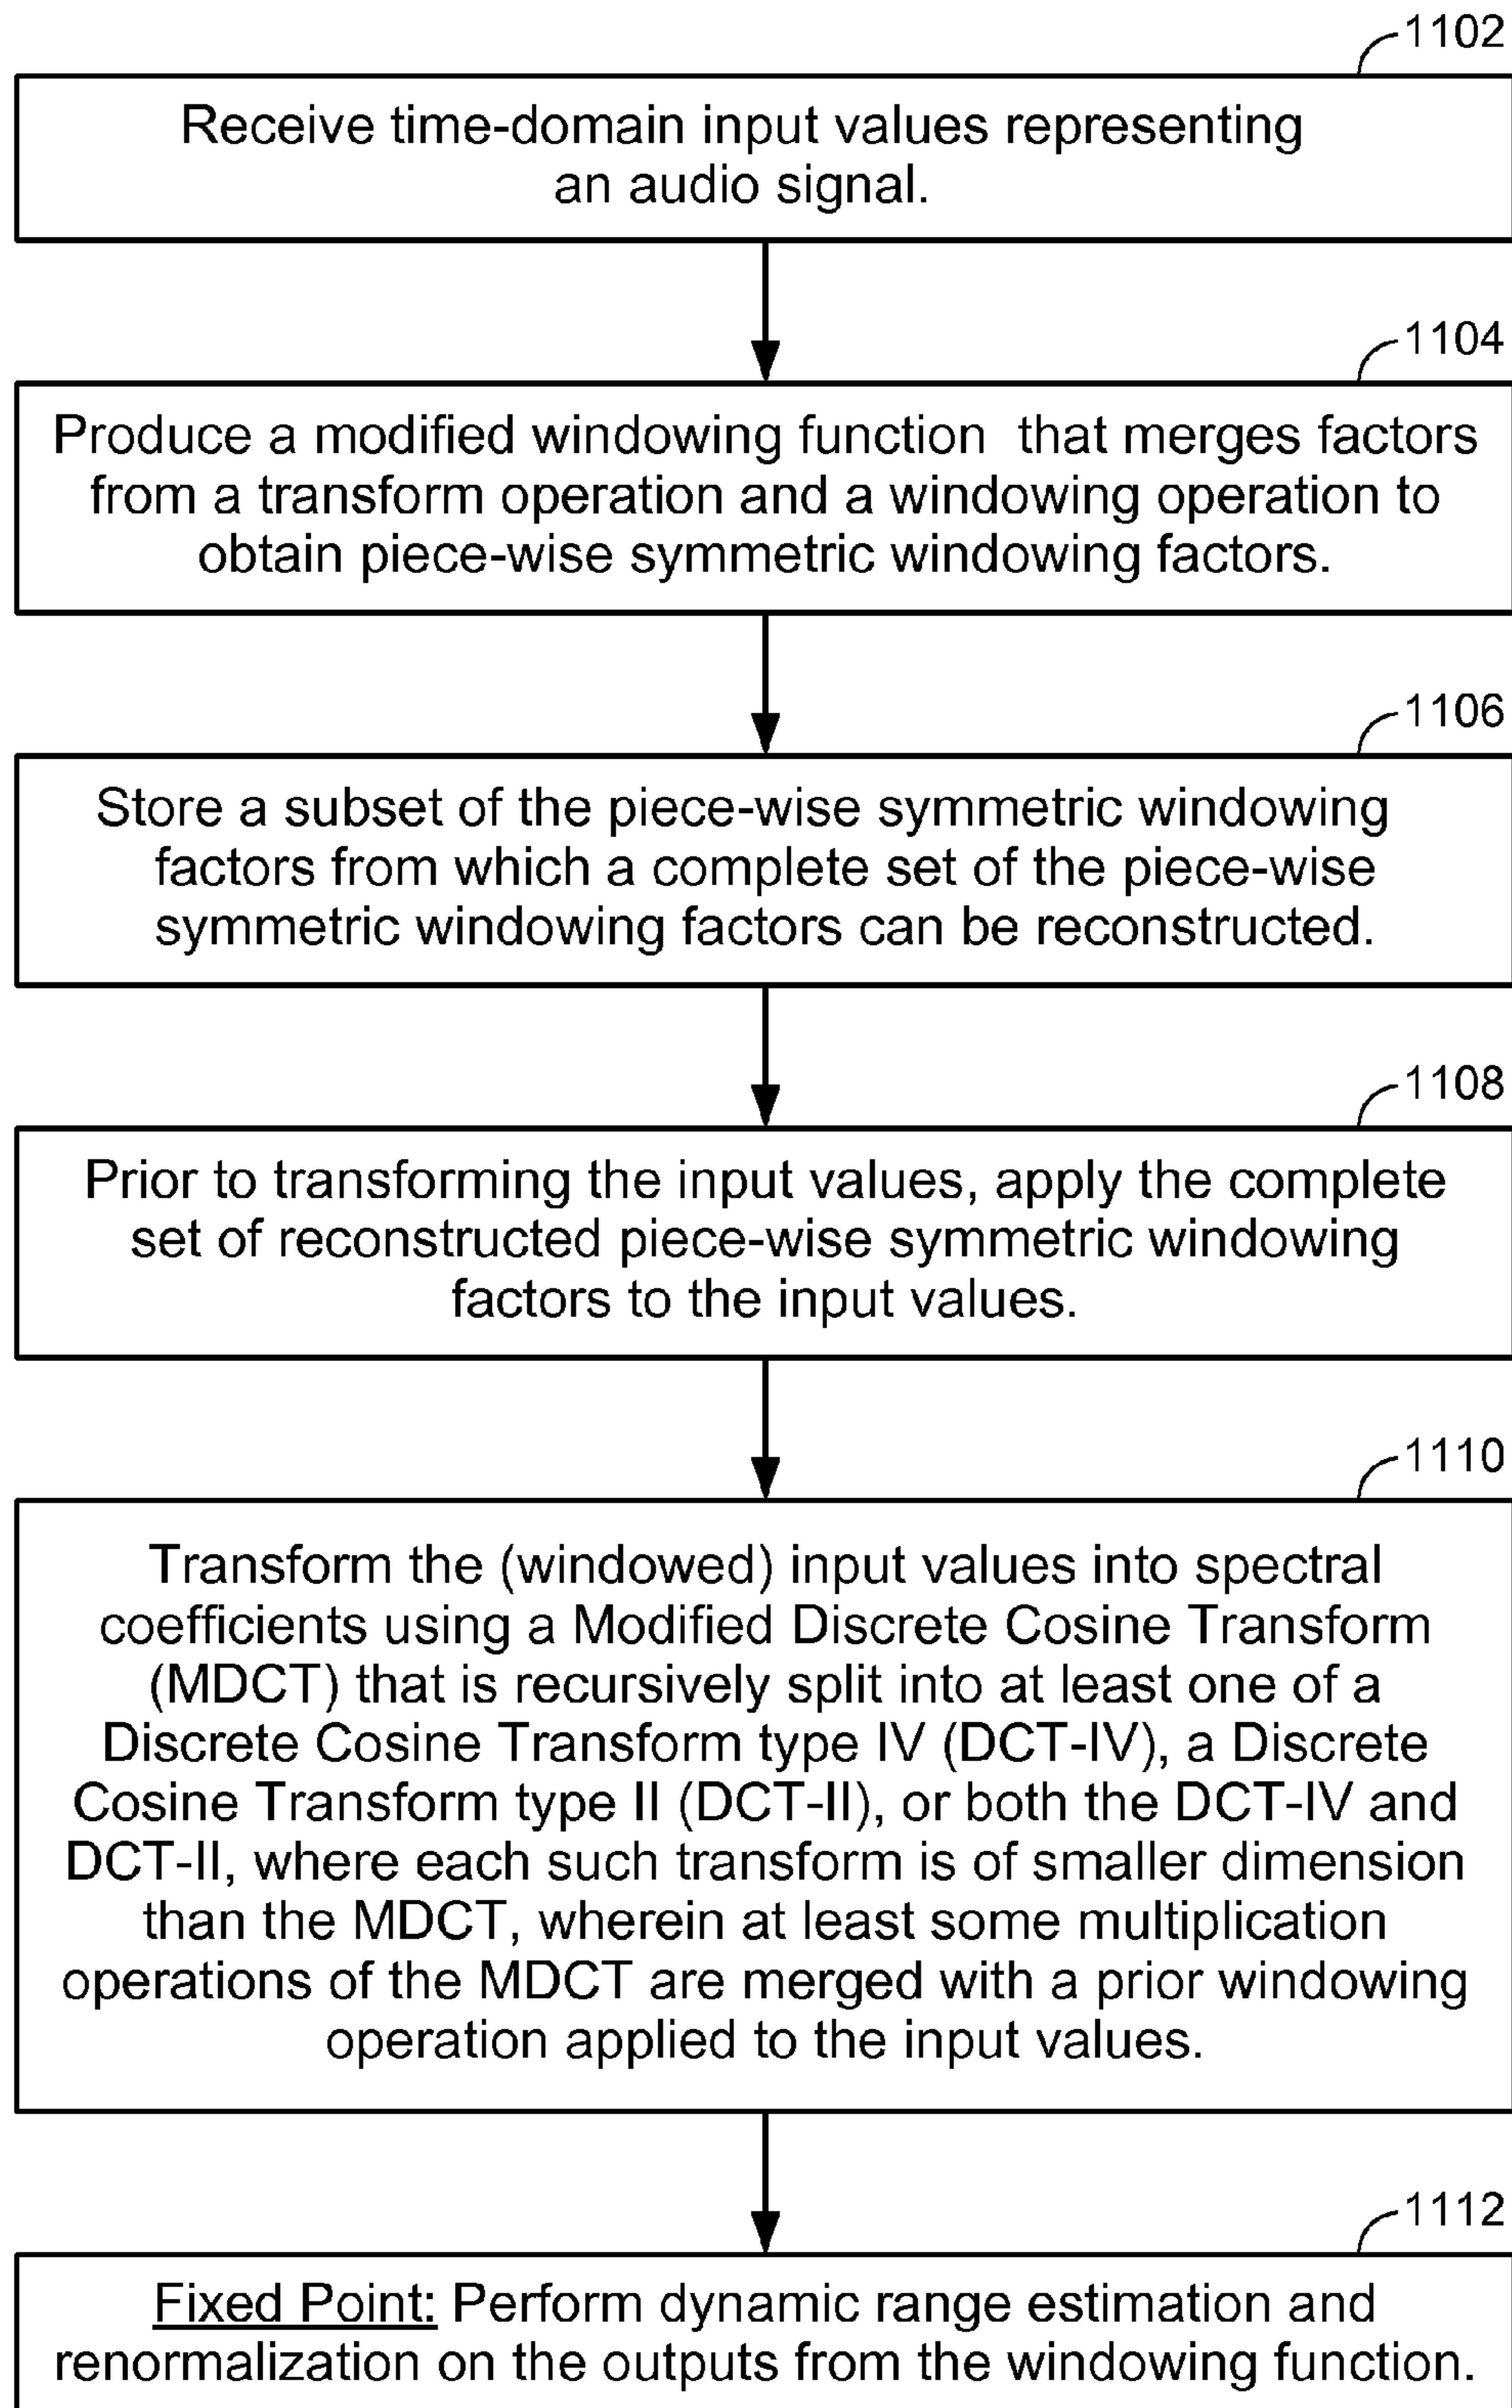 1102
Receive time-domain input values representing
an audio signal.
1104
Produce a modified windowing function that merges factors
from a transform operation and a windowing operation to
obtain piece-wise symmetric windowing factors.
1106
Store a subset of the piece-wise symmetric windowing
factors from which a complete set of the piece-wise
symmetric windowing factors can be reconstructed.
1108
Prior to transforming the input values, apply the complete
set of reconstructed piece-wise symmetric windowing
factors to the input values.
1110
Transform the (windowed) input values into spectral
coefficients using a Modified Discrete Cosine Transform
(MDCT) that is recursively split into at least one of a
Discrete Cosine Transform type IV (DCT-IV), a Discrete
Cosine Transform type II (DCT-II), or both the DCT-IV and
DCT-II, where each such transform is of smaller dimension
than the MDCT, wherein at least some multiplication
operations of the MDCT are merged with a prior windowing
operation applied to the input values.
1112
Fixed Point: Perform dynamic range estimation and
renormalization on the outputs from the windowing function.